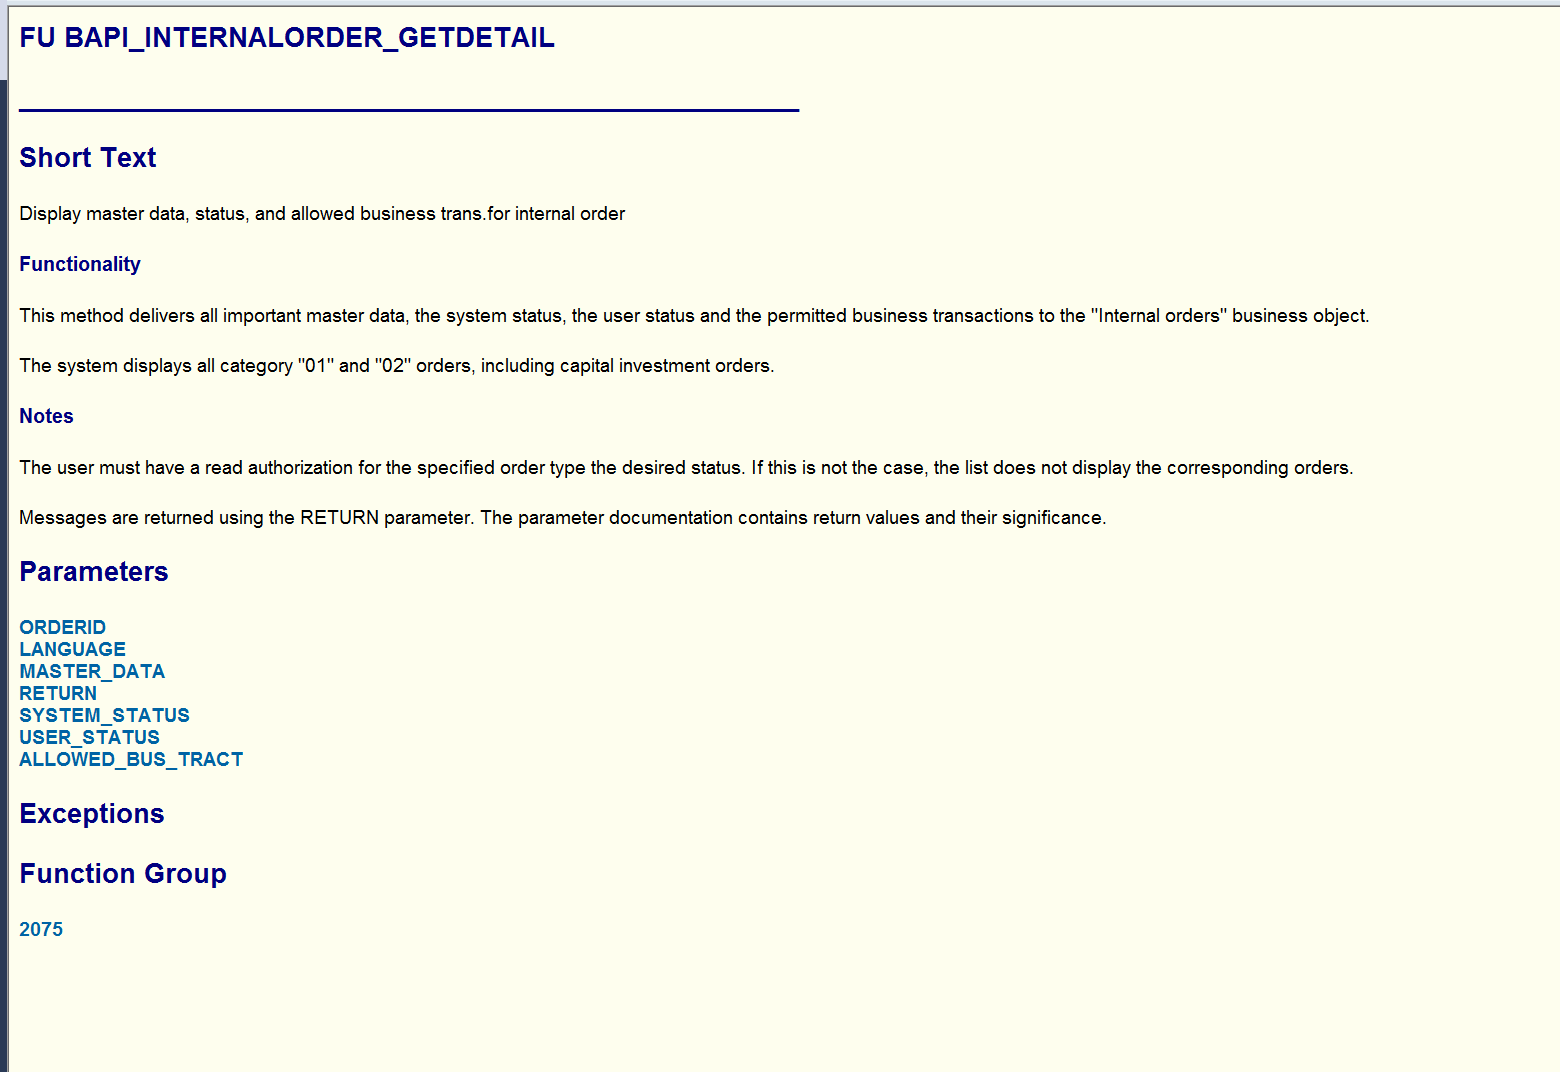 FU BAPI_INTERNALORDER_GETDETAIL
Short Text
Display master data, status, and allowed business trans.for internal order
Functionality
This method delivers all important master data, the system status, the user status and the permitted business transactions to the "Internal orders" business object.
The system displays all category "01" and "02" orders, including capital investment orders.
Notes
The user must have a read authorization for the specified order type the desired status. If this is not the case, the list does not display the corresponding orders.
Messages are returned using the RETURN parameter. The parameter documentation contains return values and their significance.
Parameters
ORDERID
LANGUAGE
MASTER_DATA
RETURN
SYSTEM_STATUS
USER_STATUS
ALLOWED_BUS_TRACT
Exceptions
Function Group
2075